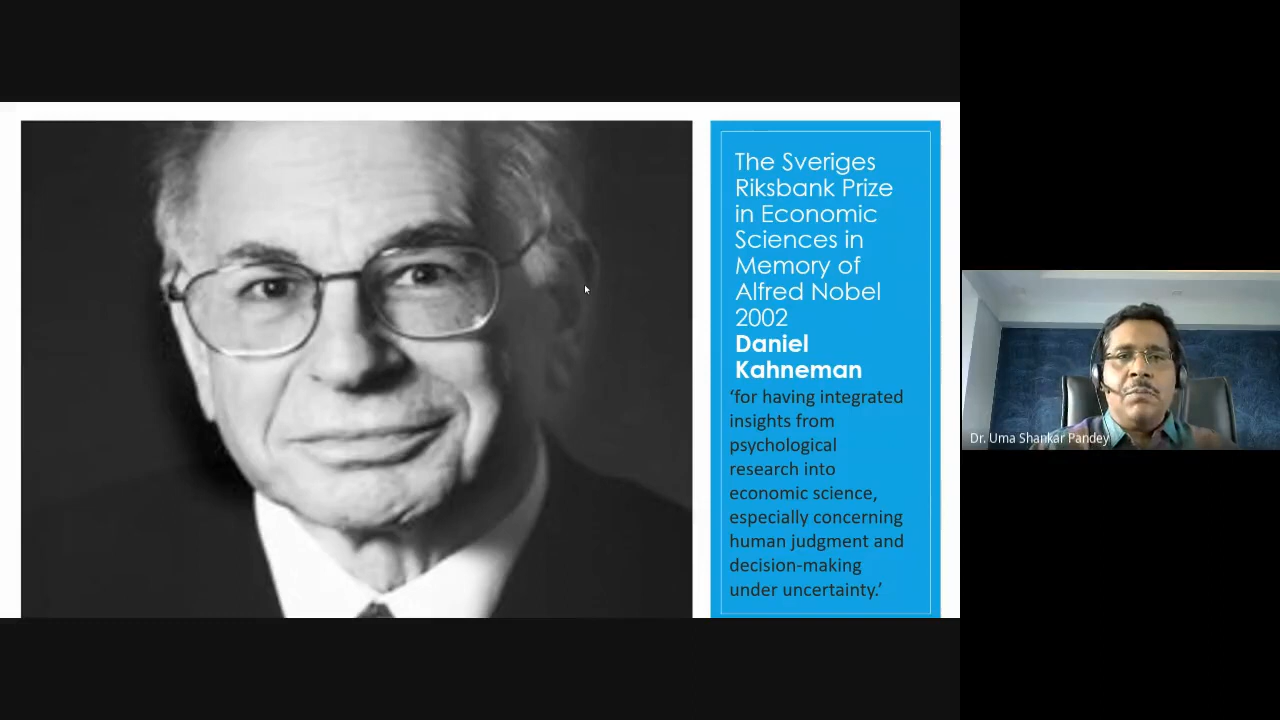 The Sveriges
Riksbank Prize
in Economic
Sciences in
Memory of
Alfred Nobel
2002
Daniel
Kahneman
‘for having integrated
insights from
psychological
research into
economic science,
especially concerning
human judgment and
decision-making
under uncertainty.’
Dr. Uma Shankar Pandey